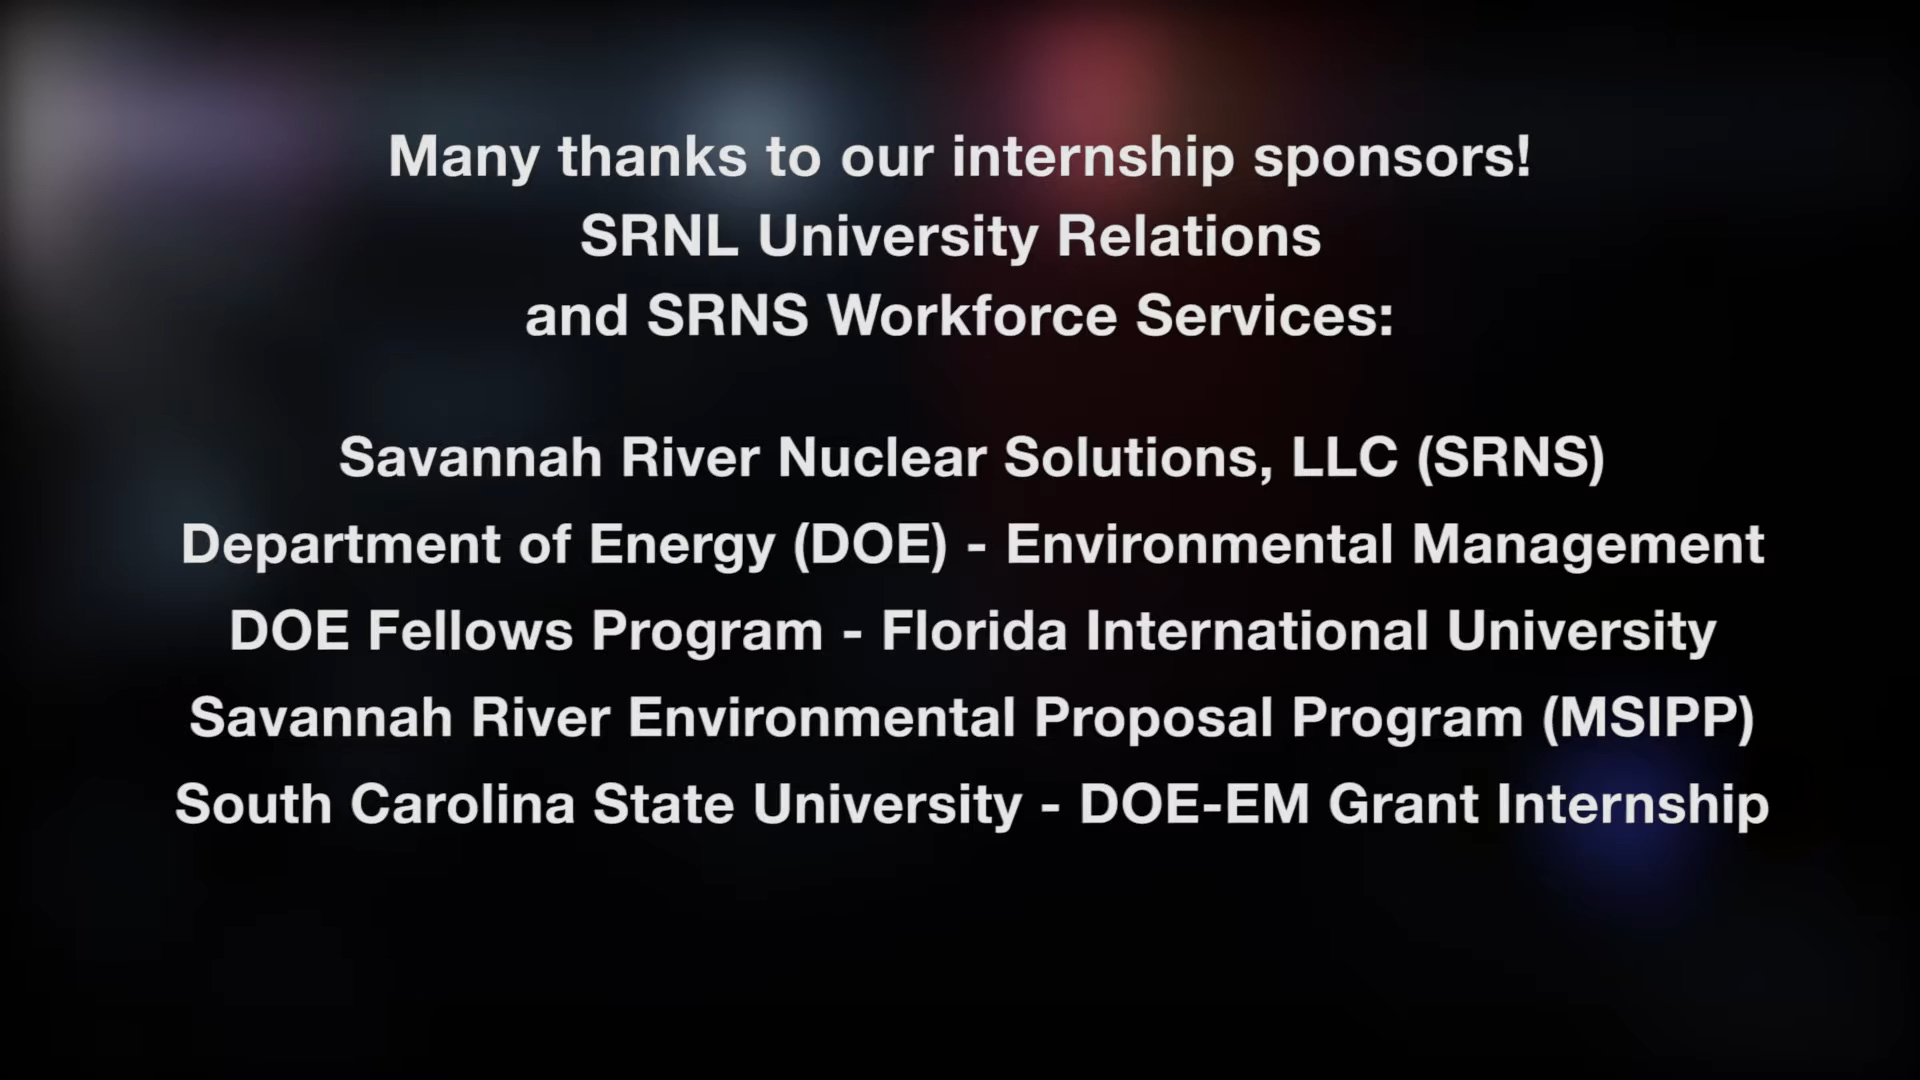 Many thanks to our internship sponsors!
SRNL University Relations
and SRNS Workforce Services:
Savannah River Nuclear Solutions, LLC (SRNS)
Department of Energy (DOE) - Environmental Management
DOE Fellows Program - Florida International University
Savannah River Environmental Proposal Program (MSIPP)
South Carolina State University - DOE-EM Grant Internship